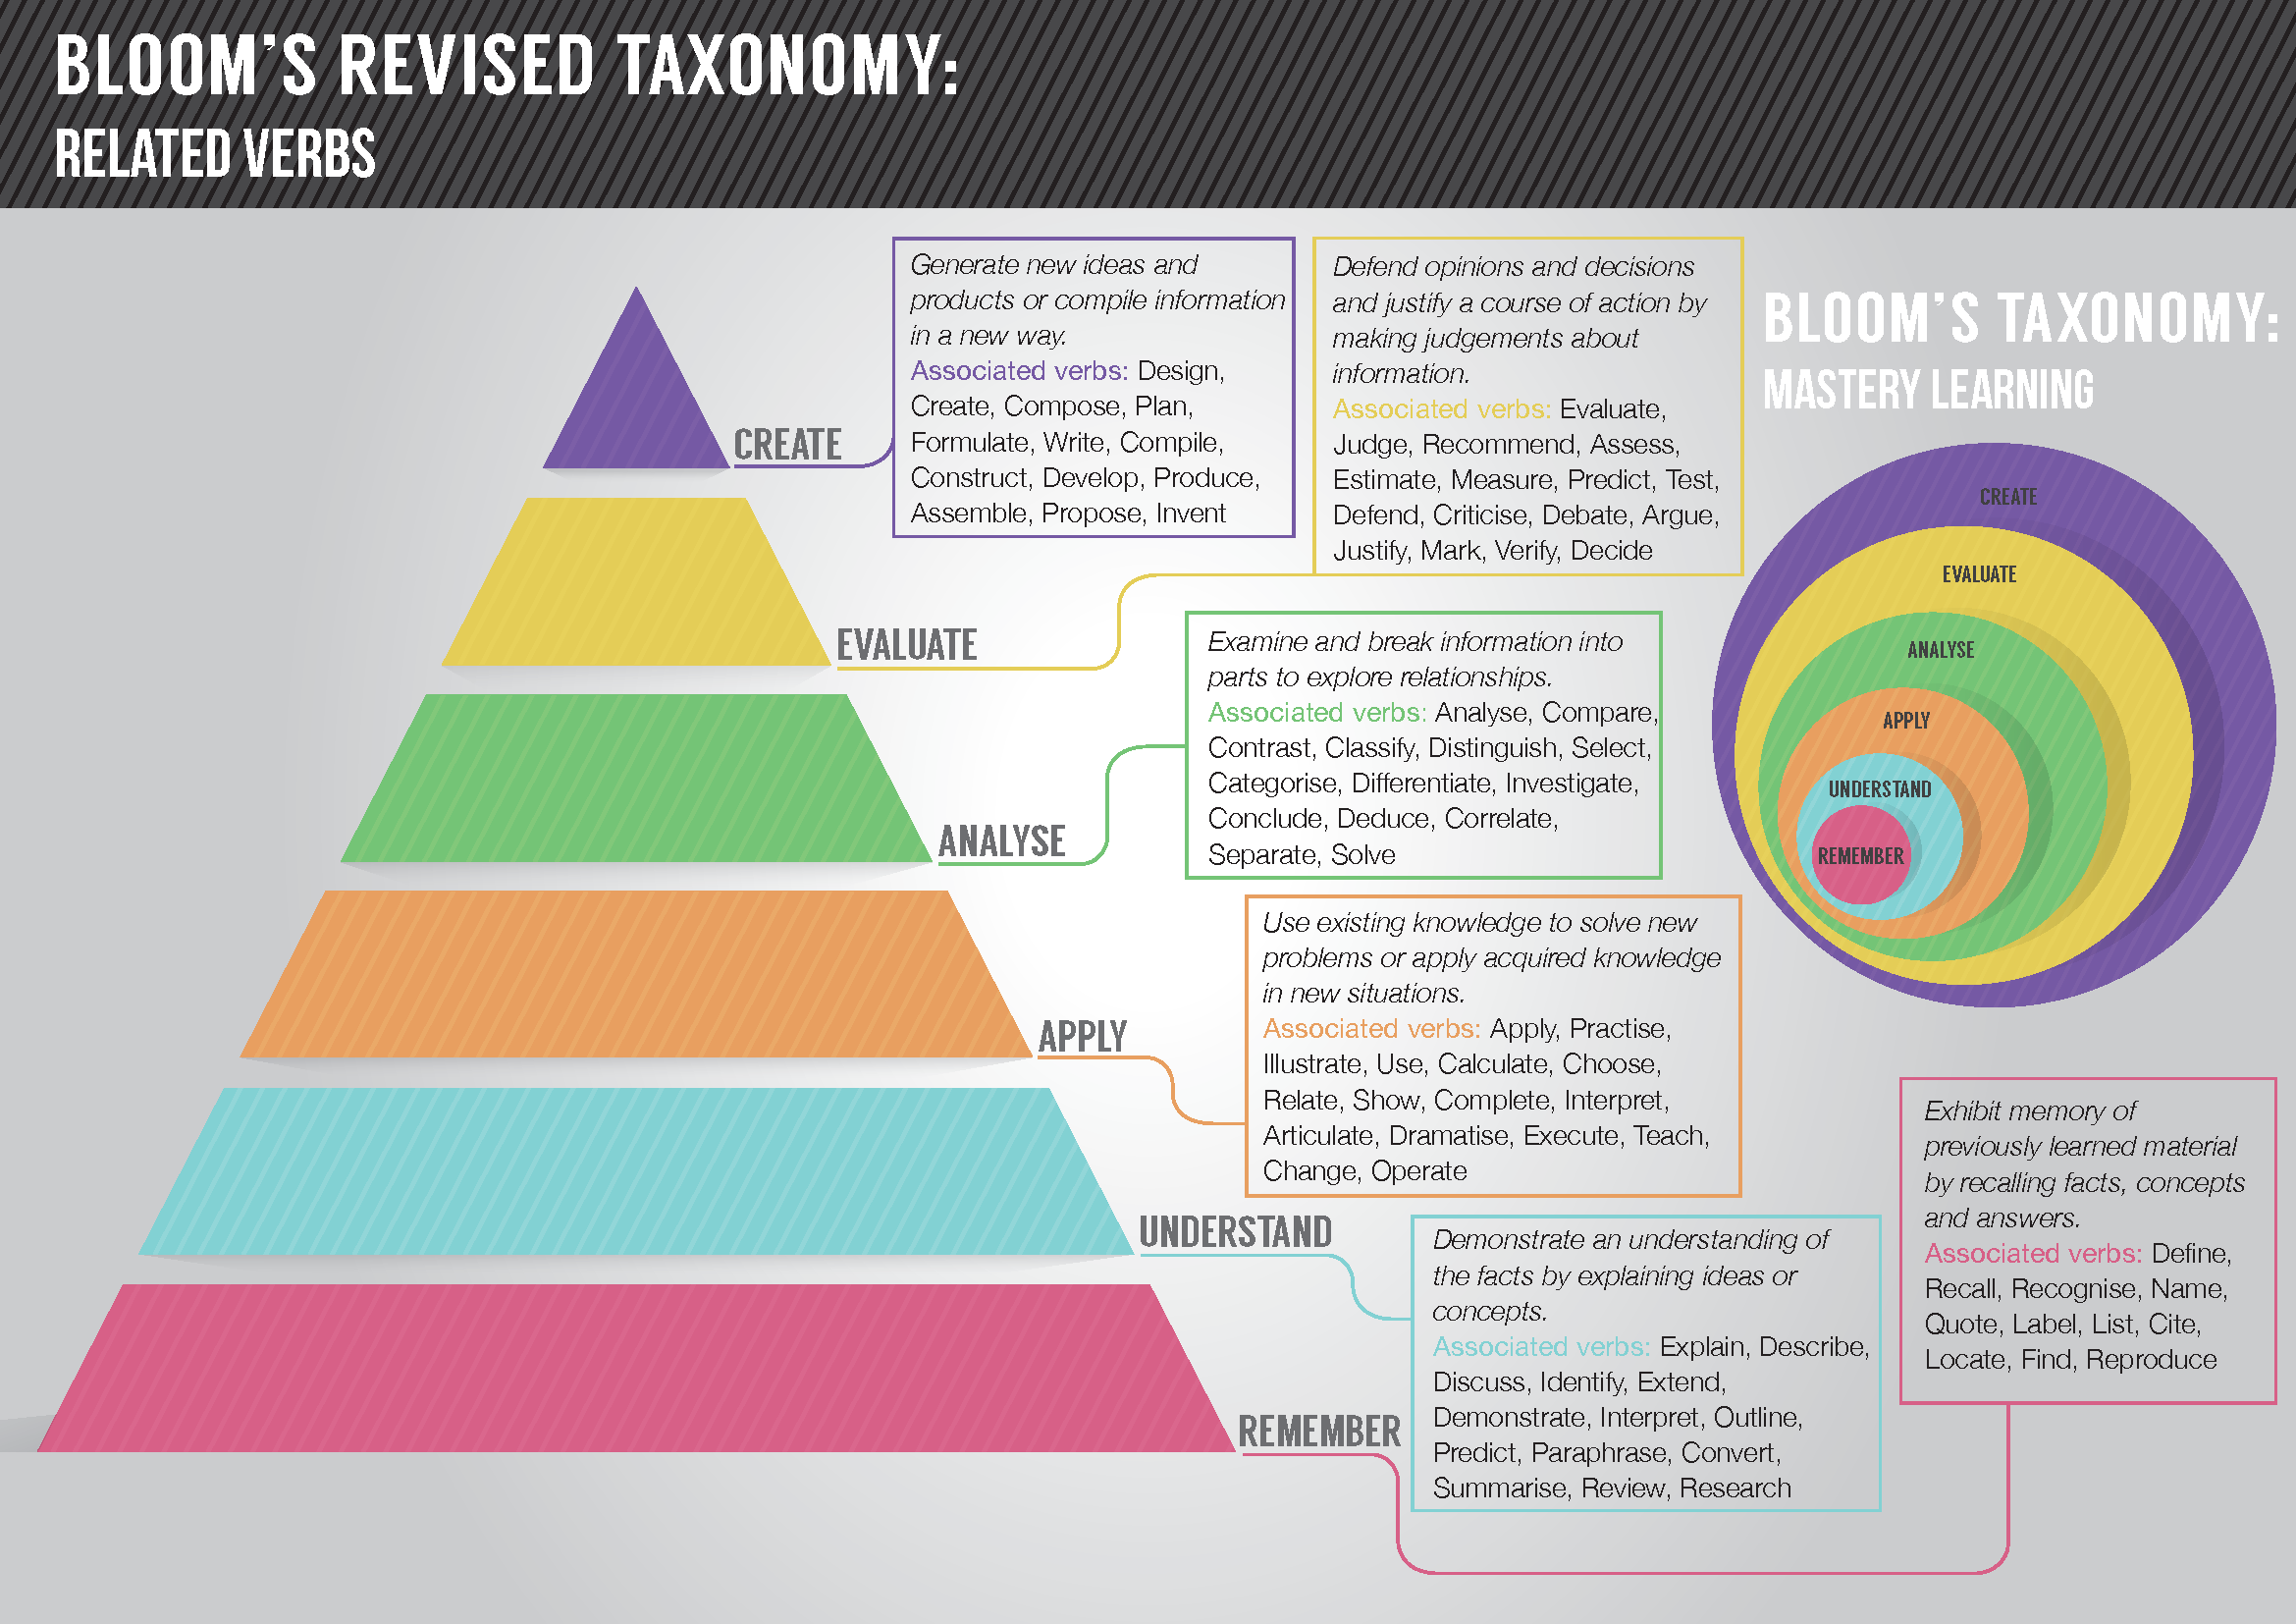 BLOOM'S REVISED TAXONOMY:
RELATED VERBS
Generate new ideas and
products or compile information
in a new way.
Associated verbs: Design,
Create, Compose, Plan,
Formulate, Write, Compile,
Construct, Develop, Produce,
Assemble, Propose, Invent
CREATE
Defend opinions and decisions
and justify a course of action by
making judgements about
information.
Associated verbs: Evaluate,
Judge, Recommend, Assess,
Estimate, Measure, Predict, Test,
Defend, Criticise, Debate, Argue,
Justify, Mark, Verify, Decide
EVALUATE
Examine and break information into
parts to explore relationships.
Associated verbs: Analyse, Compare,
Contrast, Classify, Distinguish, Select,
Categorise, Differentiate, Investigate,
Conclude, Deduce, Correlate,
Separate, Solve
ANALYSE
Use existing knowledge to solve new
problems or apply acquired knowledge
in new situations.
Associated verbs: Apply, Practise,
Illustrate, Use, Calculate, Choose,
Relate, Show, Complete, Interpret,
Articulate, Dramatise, Execute, Teach,
Change, Operate
APPLY
Demonstrate an understanding of
the facts by explaining ideas or
concepts.
Associated verbs: Explain, Describe,
Discuss, Identify, Extend,
Demonstrate, Interpret, Outline,
Predict, Paraphrase, Convert,
Summarise, Review, Research
UNDERSTAND
Exhibit memory of
previously learned material
by recalling facts, concepts
and answers.
Associated verbs: Define,
Recall, Recognise, Name,
Quote, Label, List, Cite,
Locate, Find, Reproduce
REMEMBER
BLOOM'S TAXONOMY:
MASTERY LEARNING
CREATE
EVALUATE
ANALYSE
APPLY
UNDERSTAND
REMEMBER